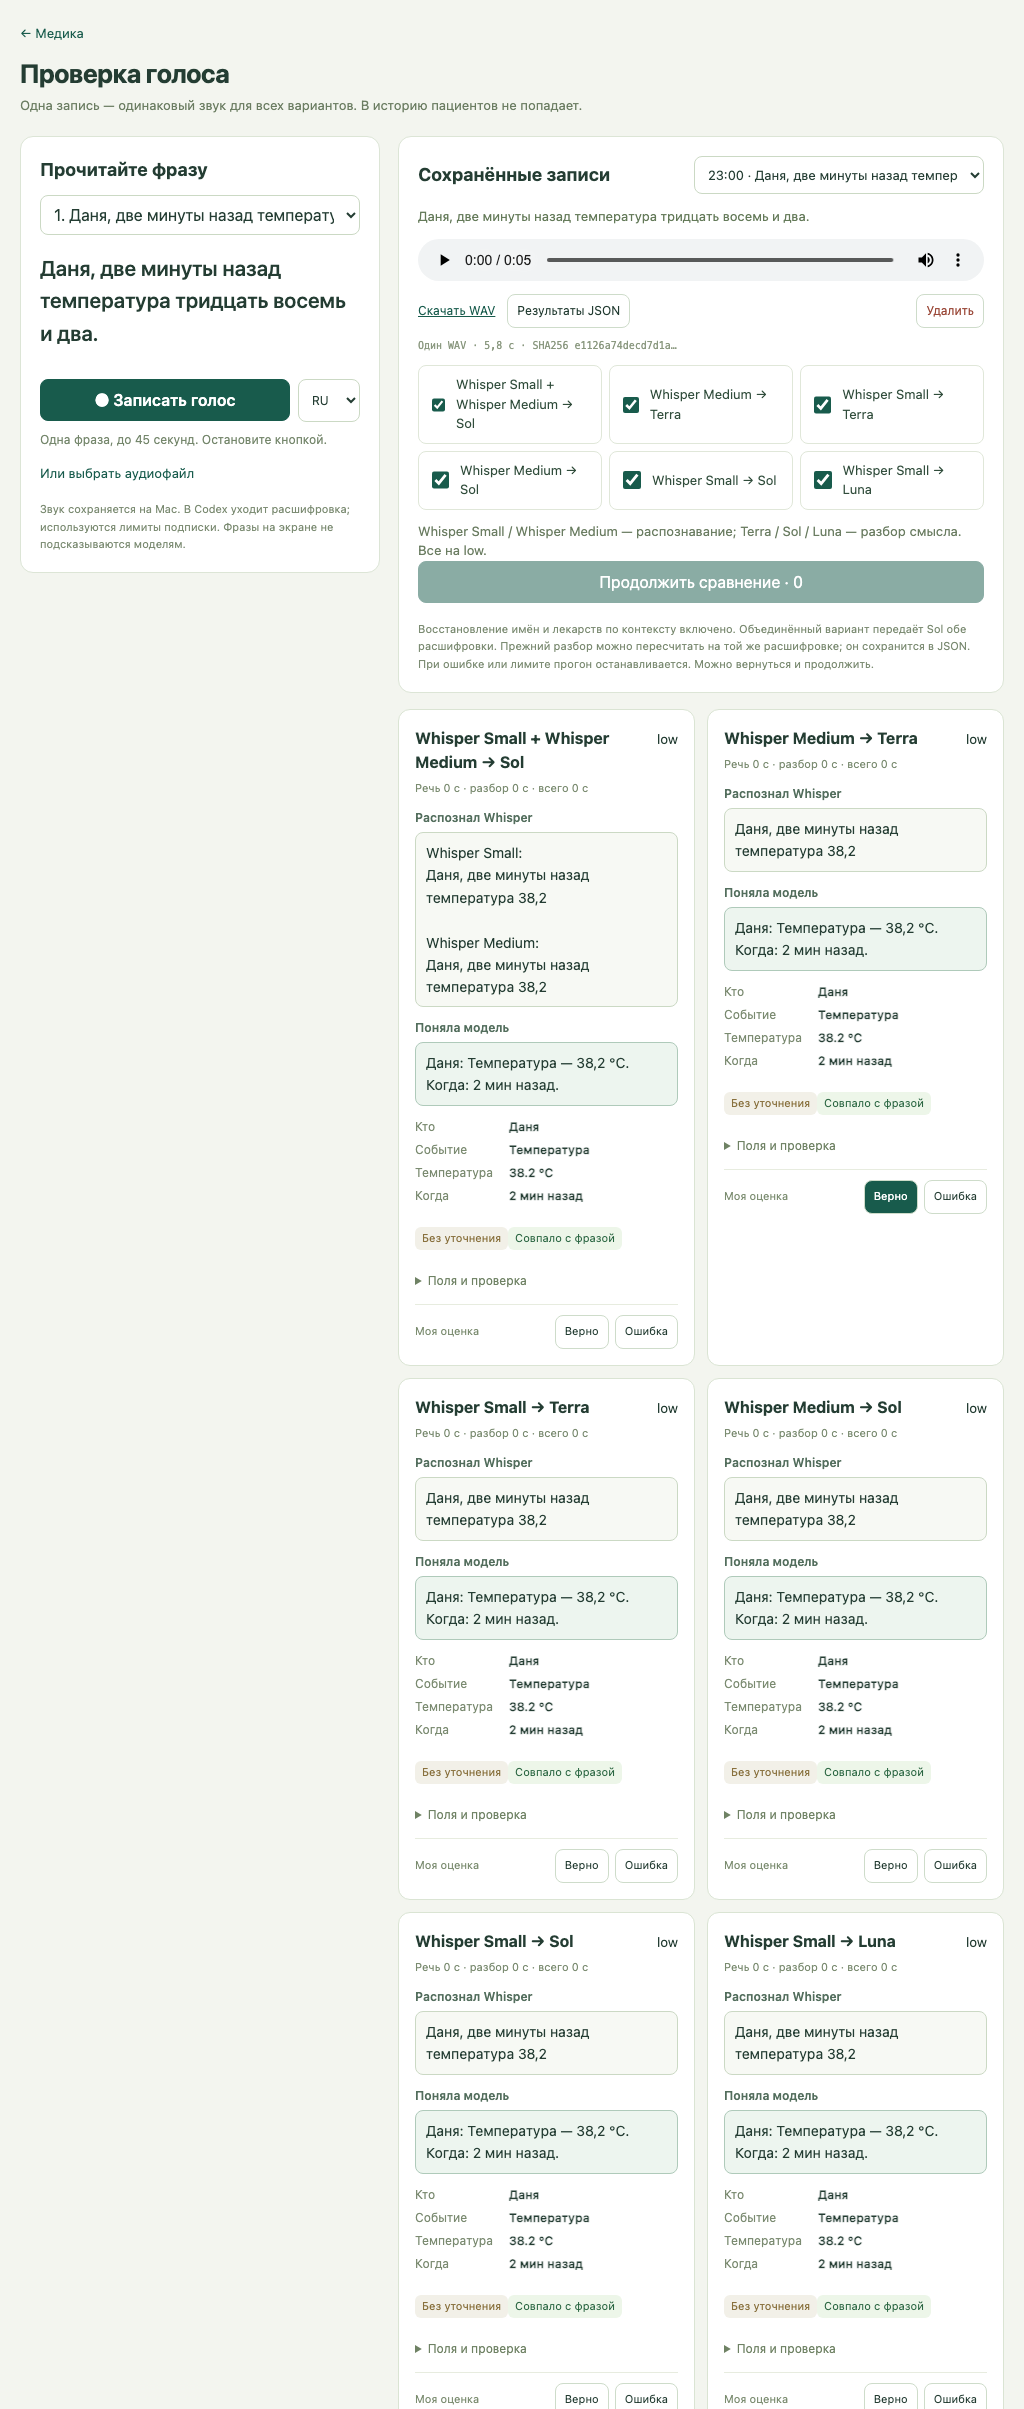 ← Медика
Проверка голоса
Одна запись — одинаковый звук для всех вариантов. В историю пациентов не попадает.
Прочитайте фразу
1. Даня, две минуты назад температу
Даня, две минуты назад
температура тридцать восемь
и два.
Записать голос
RU
Одна фраза, до 45 секунд. Остановите кнопкой.
Или выбрать аудиофайл
Звук сохраняется на Mac. В Codex уходит расшифровка;
используются лимиты подписки. Фразы на экране не
подсказываются моделям.
Сохранённые записи
23:00 · Даня, две минуты назад темпер
Даня, две минуты назад температура тридцать восемь и два.
0:00 / 0:05
Скачать WAV
Результаты JSON
Удалить
Один WAV · 5,8 с · SHA256 e1126a74decd7d1a…
Whisper Small +
Whisper Medium →
Sol
Whisper Medium →
Terra
Whisper Small →
Terra
Whisper Medium →
Sol
Whisper Small → Sol
Whisper Small →
Luna
Whisper Small / Whisper Medium — распознавание; Terra / Sol / Luna — разбор смысла.
Все на low.
Продолжить сравнение · 0
Восстановление имён и лекарств по контексту включено. Объединённый вариант передаёт Sol обе
расшифровки. Прежний разбор можно пересчитать на той же расшифровке; он сохранится в JSON.
При ошибке или лимите прогон останавливается. Можно вернуться и продолжить.
Whisper Small + Whisper
Medium → Sol
low
Речь 0 с · разбор 0 с · всего 0 с
Распознал Whisper
Whisper Small:
Даня, две минуты назад
температура 38,2
Whisper Medium:
Даня, две минуты назад
температура 38,2
Поняла модель
Даня: Температура — 38,2 °C.
Когда: 2 мин назад.
Кто Даня
Событие Температура
Температура 38.2 °C
Когда 2 мин назад
Без уточнения Совпало с фразой
Поля и проверка
Моя оценка Верно Ошибка
Whisper Medium → Terra
low
Речь 0 с · разбор 0 с · всего 0 с
Распознал Whisper
Даня, две минуты назад
температура 38,2
Поняла модель
Даня: Температура — 38,2 °C.
Когда: 2 мин назад.
Кто Даня
Событие Температура
Температура 38.2 °C
Когда 2 мин назад
Без уточнения Совпало с фразой
Поля и проверка
Моя оценка Верно Ошибка
Whisper Small → Terra
low
Речь 0 с · разбор 0 с · всего 0 с
Распознал Whisper
Даня, две минуты назад
температура 38,2
Поняла модель
Даня: Температура — 38,2 °C.
Когда: 2 мин назад.
Кто Даня
Событие Температура
Температура 38.2 °C
Когда 2 мин назад
Без уточнения Совпало с фразой
Поля и проверка
Моя оценка Верно Ошибка
Whisper Medium → Sol
low
Речь 0 с · разбор 0 с · всего 0 с
Распознал Whisper
Даня, две минуты назад
температура 38,2
Поняла модель
Даня: Температура — 38,2 °C.
Когда: 2 мин назад.
Кто Даня
Событие Температура
Температура 38.2 °C
Когда 2 мин назад
Без уточнения Совпало с фразой
Поля и проверка
Моя оценка Верно Ошибка
Whisper Small → Sol
low
Речь 0 с · разбор 0 с · всего 0 с
Распознал Whisper
Даня, две минуты назад
температура 38,2
Поняла модель
Даня: Температура — 38,2 °C.
Когда: 2 мин назад.
Кто Даня
Событие Температура
Температура 38.2 °C
Когда 2 мин назад
Без уточнения Совпало с фразой
Поля и проверка
Моя оценка Верно Ошибка
Whisper Small → Luna
low
Речь 0 с · разбор 0 с · всего 0 с
Распознал Whisper
Даня, две минуты назад
температура 38,2
Поняла модель
Даня: Температура — 38,2 °C.
Когда: 2 мин назад.
Кто Даня
Событие Температура
Температура 38.2 °C
Когда 2 мин назад
Без уточнения Совпало с фразой
Поля и проверка
Моя оценка Верно Ошибка